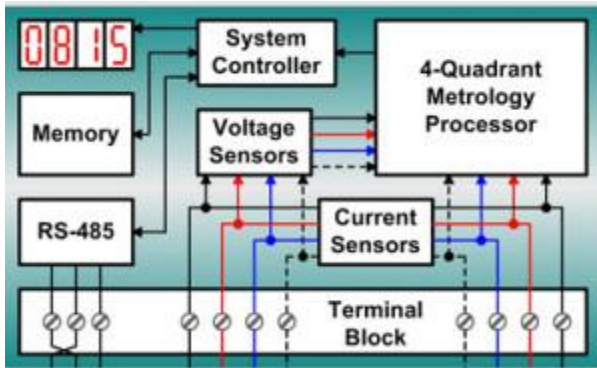 0815
System
Controller
4-Quadrant
Metrology
Processor
Memory
Voltage
Sensors
RS-485
Current
Sensors
Terminal
Block